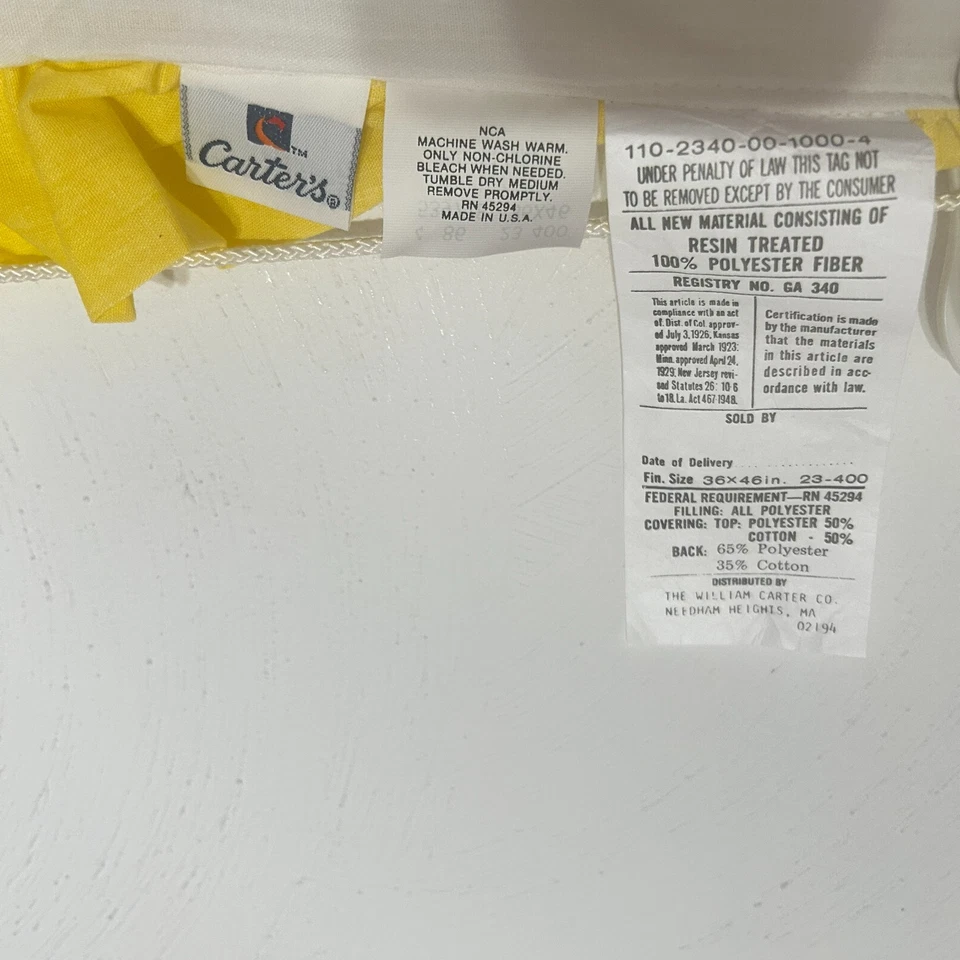 ™
Carter's®
NCA
MACHINE WASH WARM.
ONLY NON-CHLORINE
BLEACH WHEN NEEDED.
TUMBLE DRY MEDIUM
REMOVE PROMPTLY.
RN 45294
MADE IN U.S.A.
110-2340-00-1000-4
UNDER PENALTY OF LAW THIS TAG NOT
TO BE REMOVED EXCEPT BY THE CONSUMER
ALL NEW MATERIAL CONSISTING OF
RESIN TREATED
100% POLYESTER FIBER
REGISTRY NO. GA 340
This article is made in
compliance with an act
of. Dist. of Col. approv-
ed July 3,1926, Kansas
approved March 1923:
Minn. approved April 24,
1929; New Jersey revi-
sed Statutes 26: 10-6
to 18. La. Act 467-1948.
Certification is made
by the manufacturer
that the materials
in this article are
described in acc-
ordance with law.
SOLD BY
Date of Delivery
Fin. Size 36X46in. 23-400
FEDERAL REQUIREMENT—RN 45294
FILLING: ALL POLYESTER
COVERING: TOP: POLYESTER 50%
COTTON - 50%
BACK: 65% Polyester
35% Cotton
DISTRIBUTED BY
THE WILLIAM CARTER CO.
NEEDHAM HEIGHTS, MA
02194